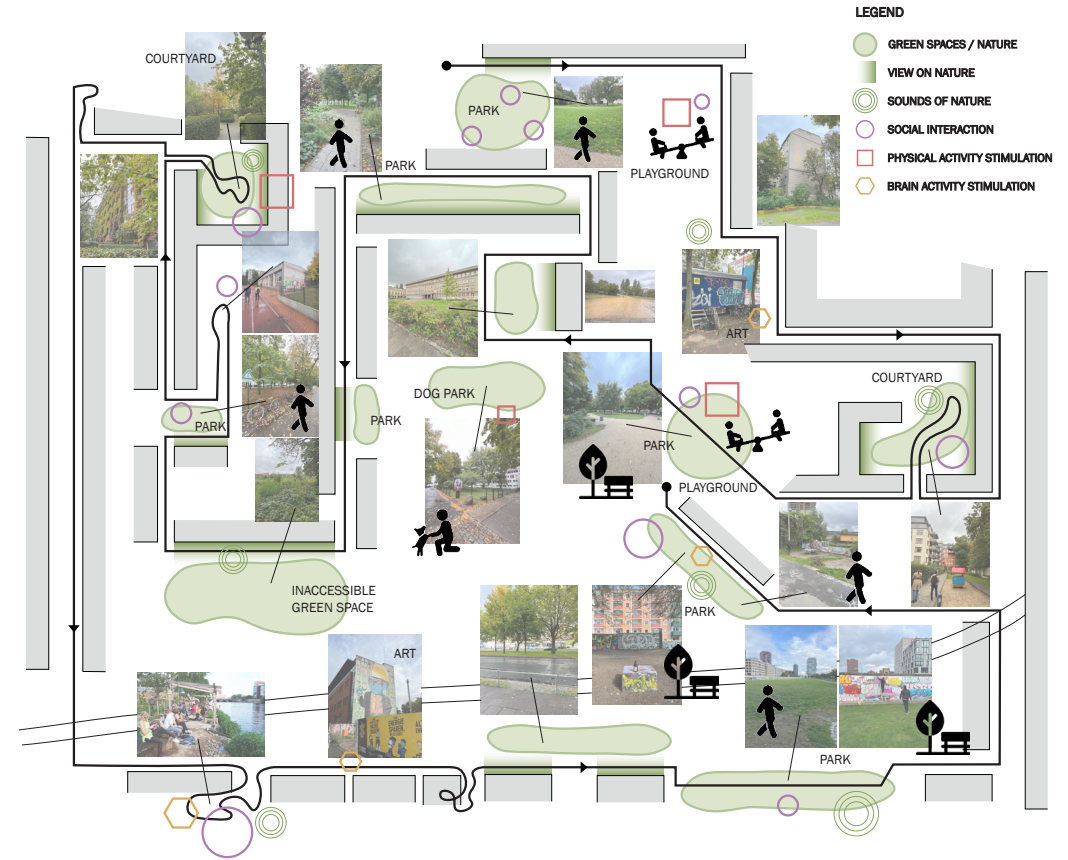 LEGEND
GREEN SPACES / NATURE
VIEW ON NATURE
SOUNDS OF NATURE
SOCIAL INTERACTION
PHYSICAL ACTIVITY STIMULATION
BRAIN ACTIVITY STIMULATION
COURTYARD
PARK
PARK
PLAYGROUND
ART
COURTYARD
DOG PARK
PARK
PARK
PARK
PLAYGROUND
INACCESSIBLE
GREEN SPACE
PARK
ART
PARK